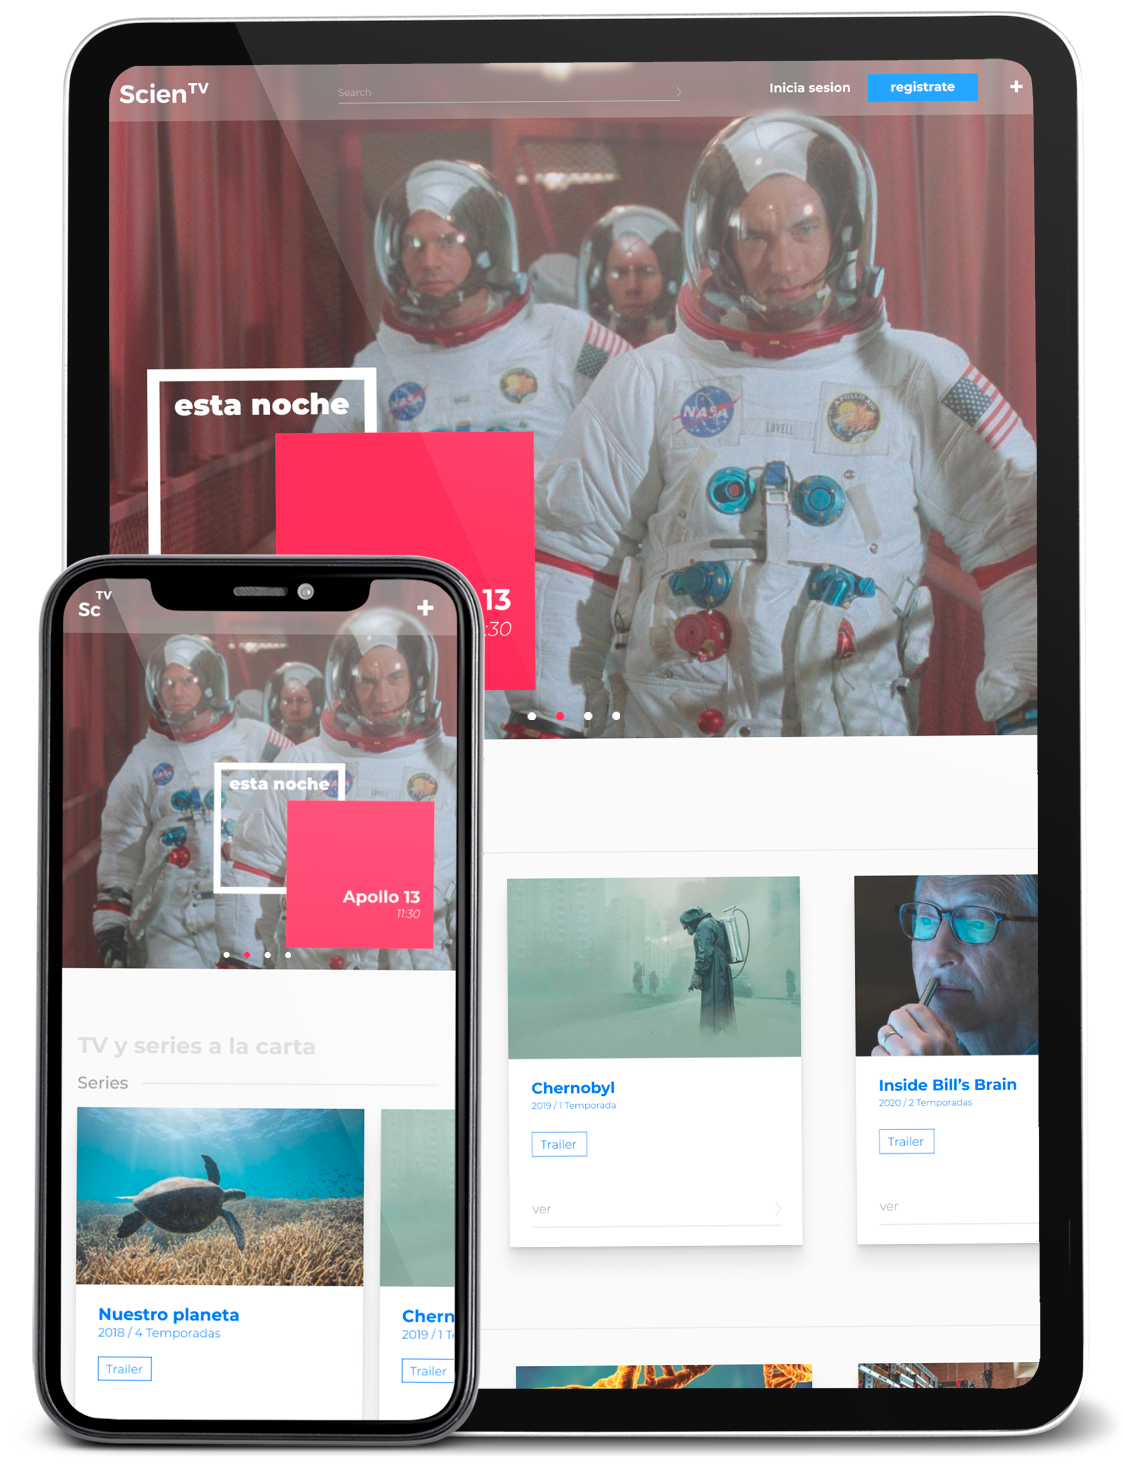 Scien TV
Search
Inicia sesion
registrate
+
esta noche
13
:30
NASA
LOVELL
Chernobyl
2019 / 1 Temporada
Trailer
ver
Inside Bill's Brain
2020 / 2 Temporadas
Trailer
ver
Sc TV
+
esta noche
Apollo 13
11:30
TV y series a la carta
Series
Nuestro planeta
2018 / 4 Temporadas
Trailer
Chern
2019 / 1 T
Trailer